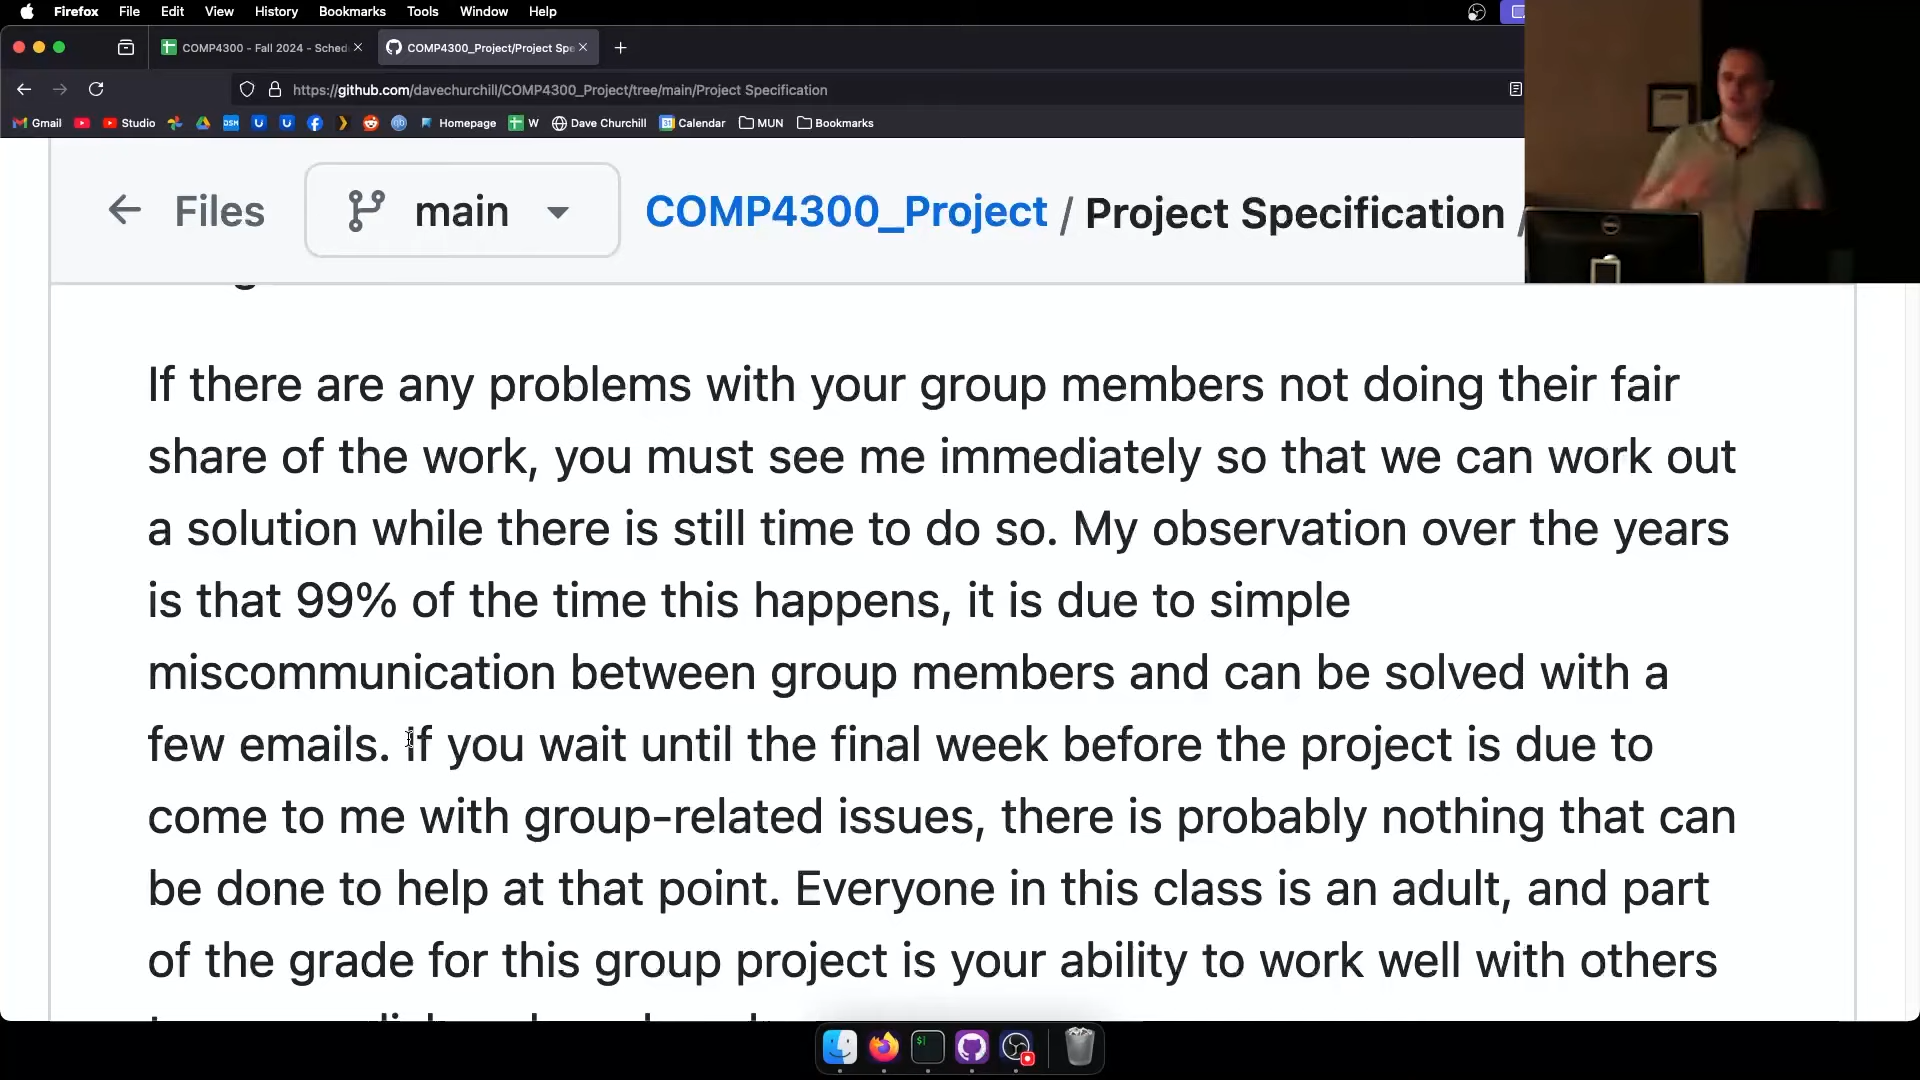 Firefox File Edit View History Bookmarks Tools Window Help
COMP4300 - Fall 2024 - Sched
COMP4300_Project/Project Spe
https://github.com/davechurchill/COMP4300_Project/tree/main/Project Specification
Gmail Studio DSM Homepage W Dave Churchill Calendar MUN Bookmarks
Files main COMP4300_Project / Project Specification /
If there are any problems with your group members not doing their fair
share of the work, you must see me immediately so that we can work out
a solution while there is still time to do so. My observation over the years
is that 99% of the time this happens, it is due to simple
miscommunication between group members and can be solved with a
few emails. If you wait until the final week before the project is due to
come to me with group-related issues, there is probably nothing that can
be done to help at that point. Everyone in this class is an adult, and part
of the grade for this group project is your ability to work well with others